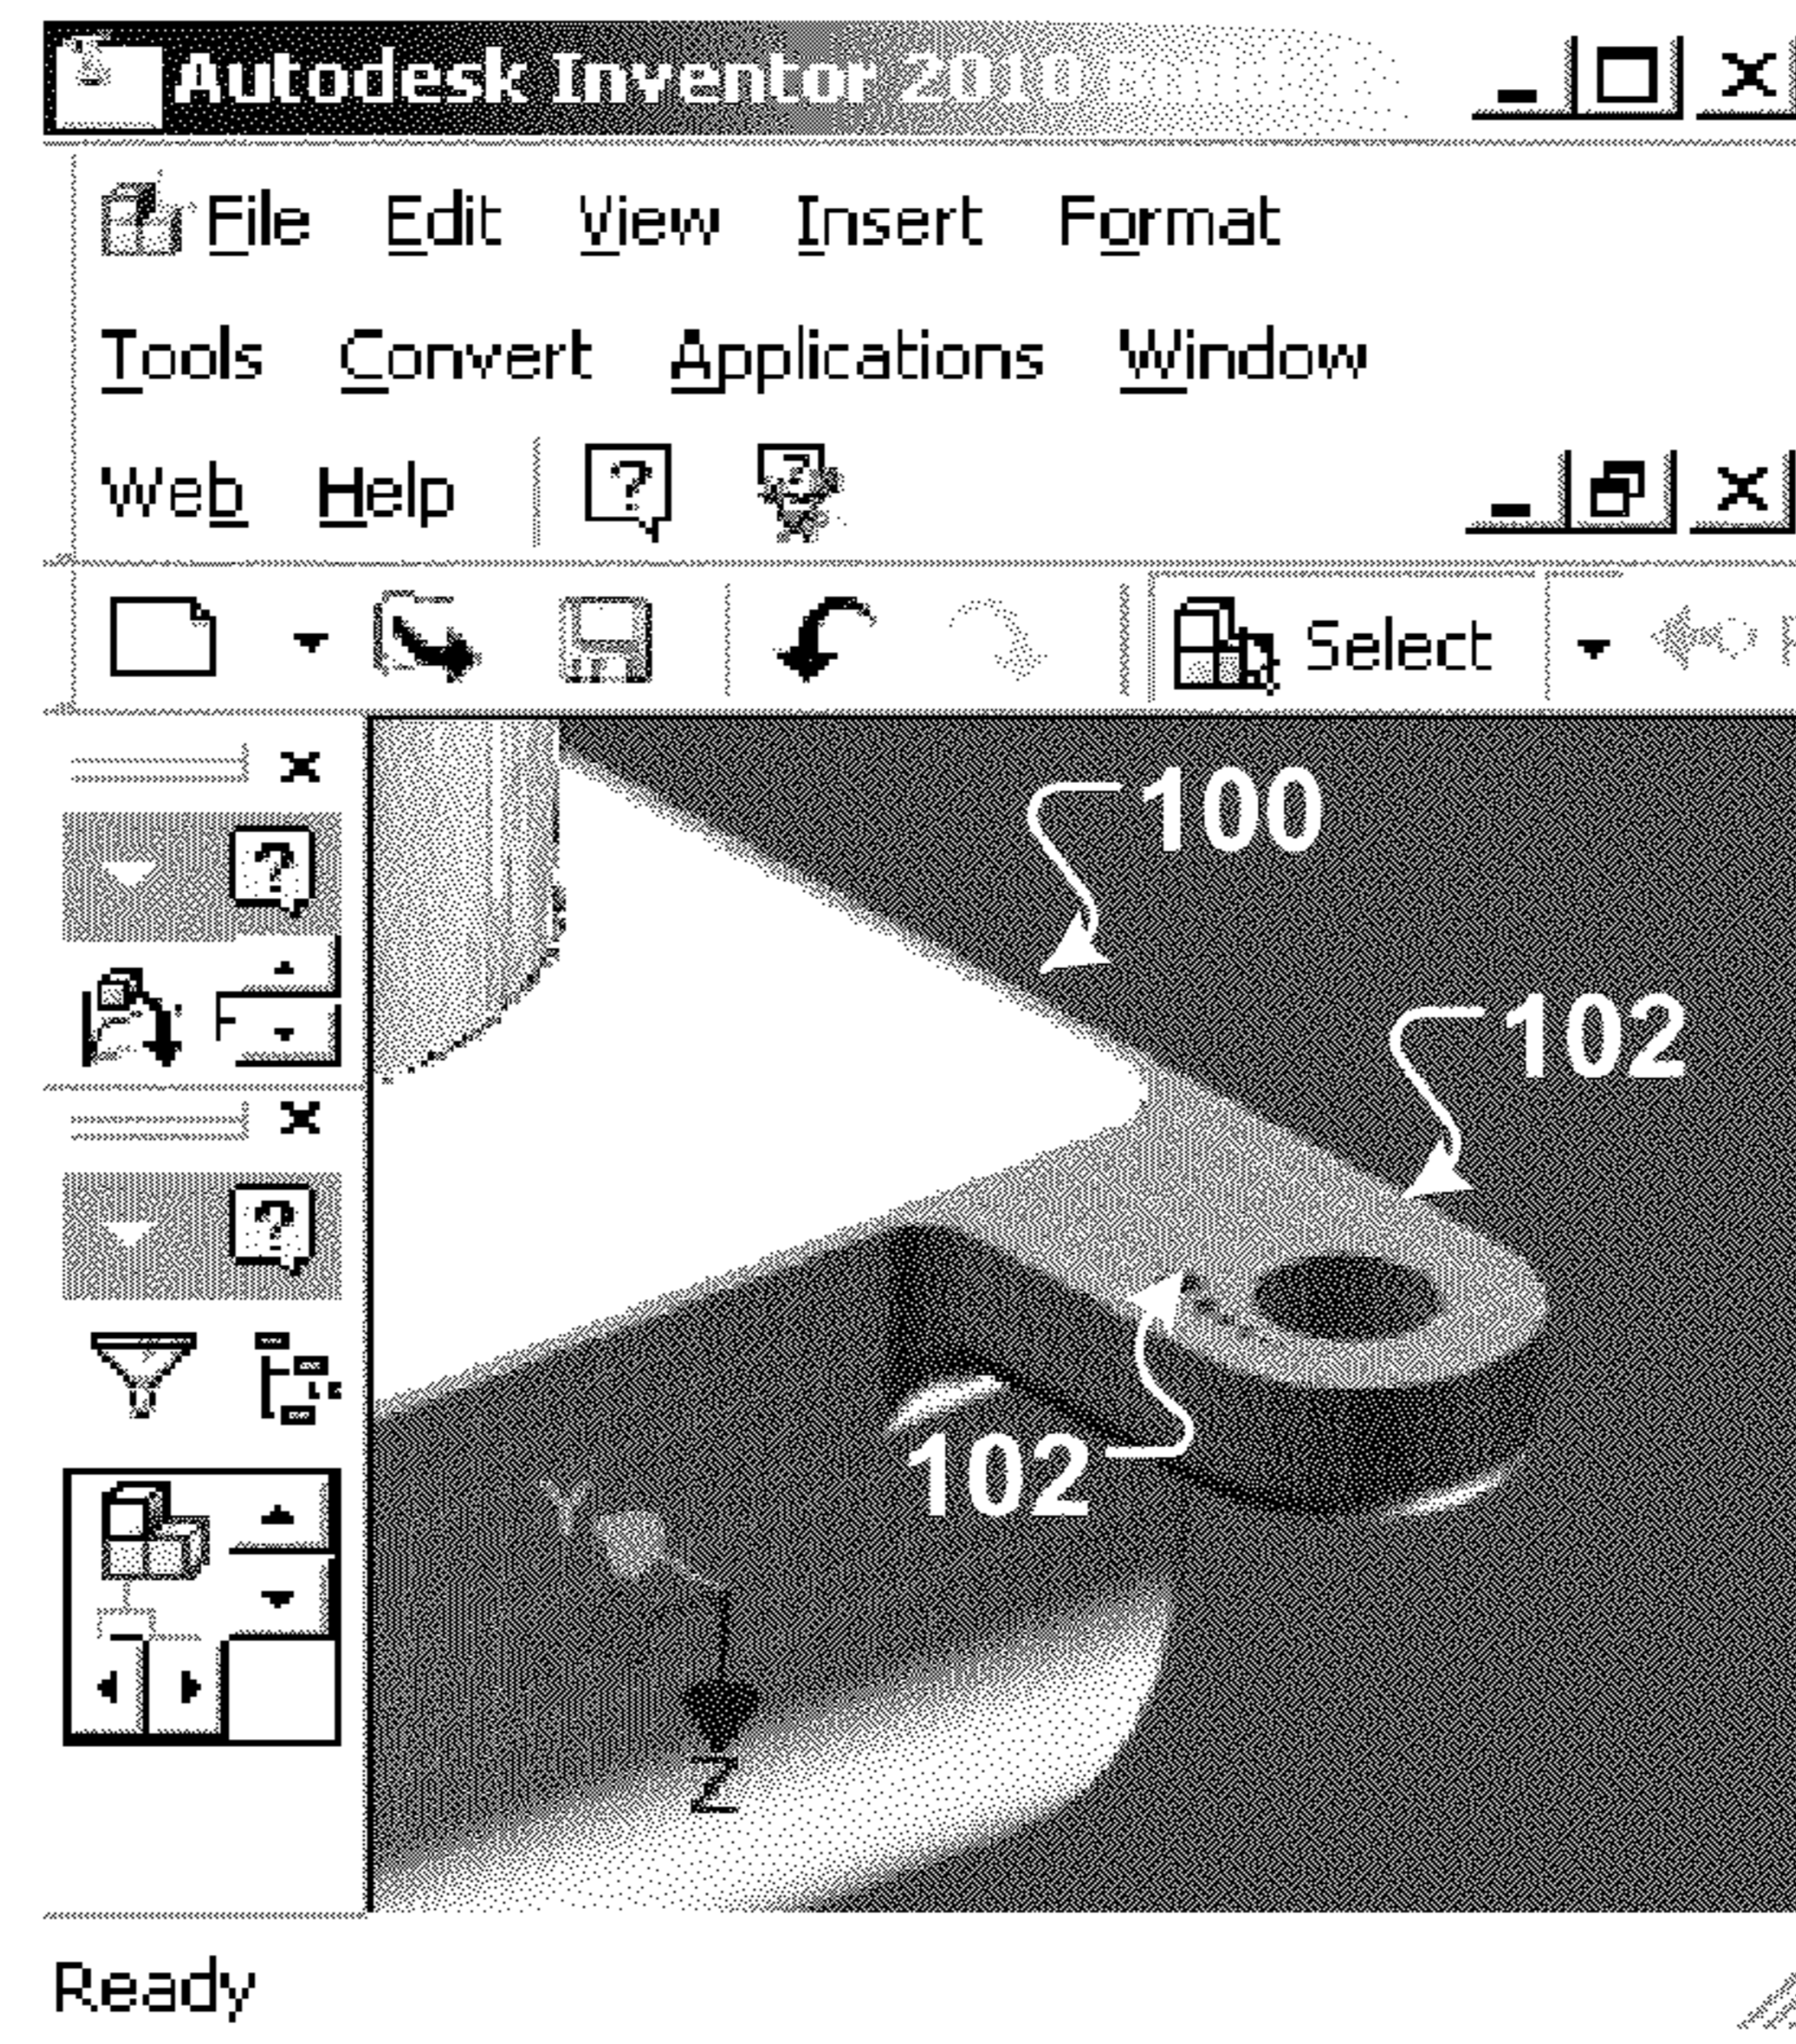 Autodesk Inventor 2010
File Edit View Insert Format
Tools Convert Applications Window
Web Help
Select
100
102
102
Y
Z
Ready